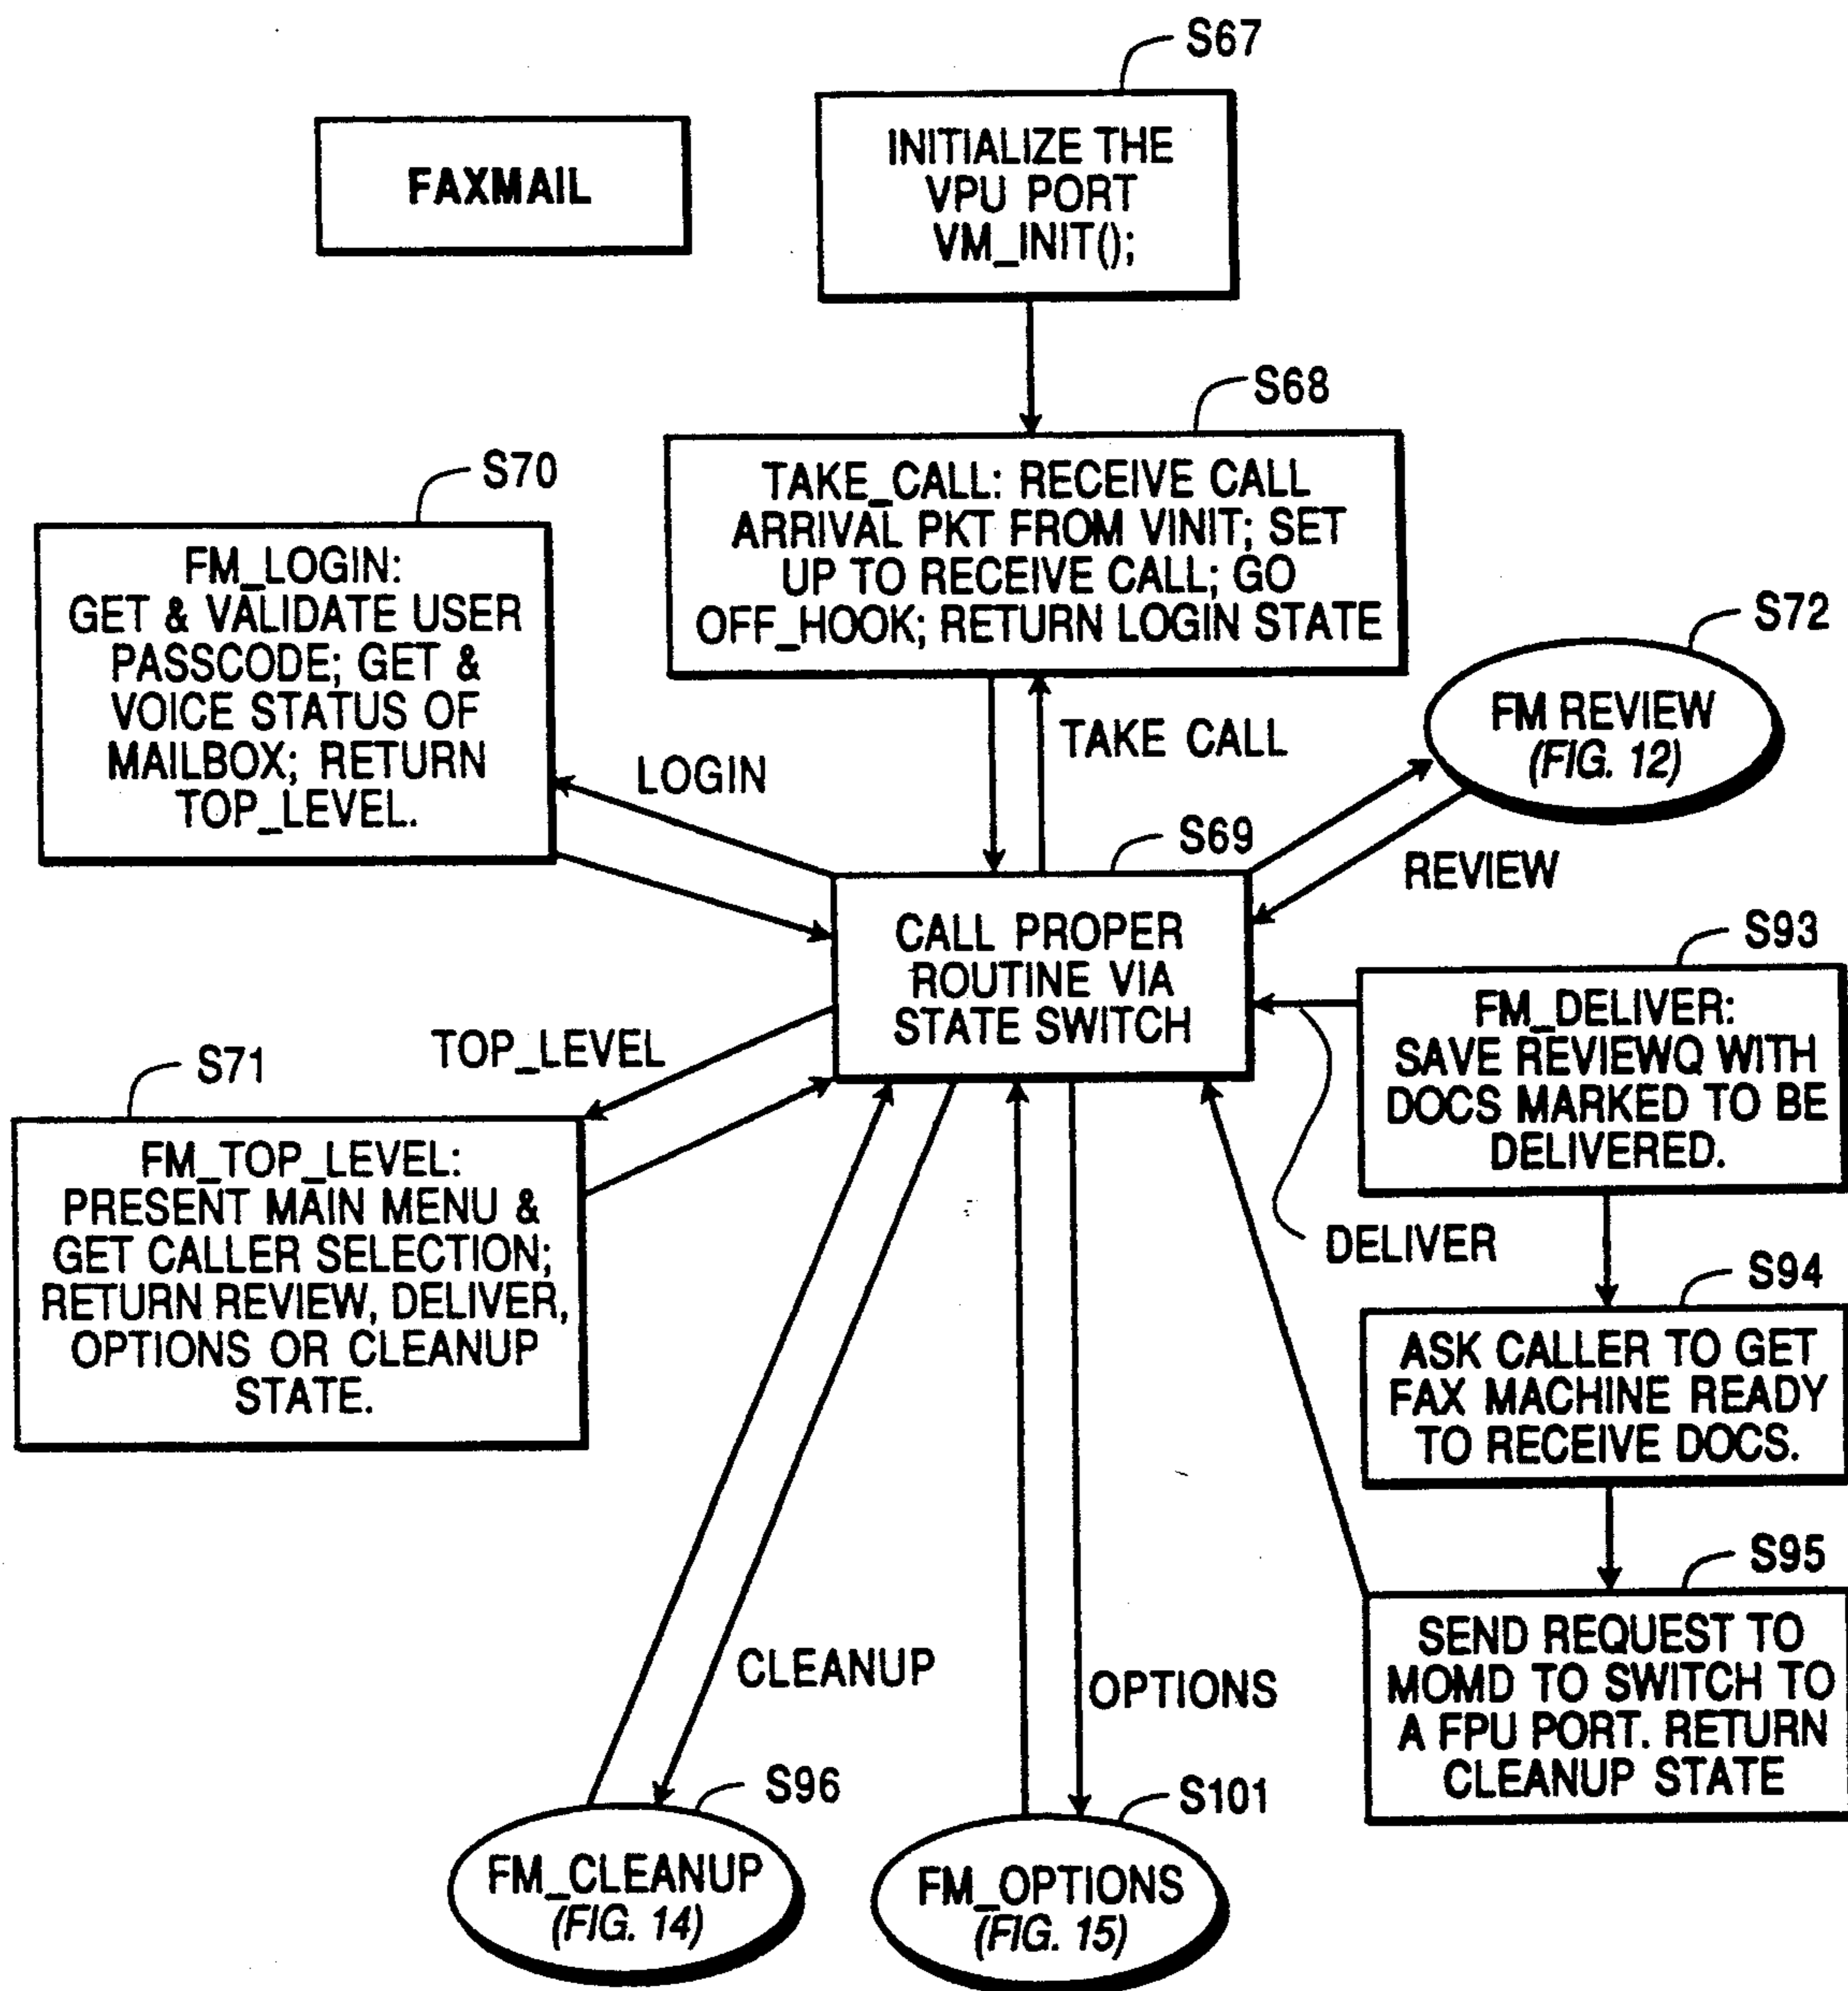 S67
FAXMAIL
INITIALIZE THE
VPU PORT
VM_INIT();
S68
TAKE_CALL: RECEIVE CALL
ARRIVAL PKT FROM VINIT; SET
UP TO RECEIVE CALL; GO
OFF_HOOK; RETURN LOGIN STATE
S70
FM_LOGIN:
GET & VALIDATE USER
PASSCODE; GET &
VOICE STATUS OF
MAILBOX; RETURN
TOP_LEVEL.
LOGIN
TAKE CALL
S72
FM REVIEW
(FIG. 12)
REVIEW
S69
CALL PROPER
ROUTINE VIA
STATE SWITCH
S93
FM_DELIVER:
SAVE REVIEWQ WITH
DOCS MARKED TO BE
DELIVERED.
DELIVER
TOP_LEVEL
S71
FM_TOP_LEVEL:
PRESENT MAIN MENU &
GET CALLER SELECTION;
RETURN REVIEW, DELIVER,
OPTIONS OR CLEANUP
STATE.
S94
ASK CALLER TO GET
FAX MACHINE READY
TO RECEIVE DOCS.
S95
SEND REQUEST TO
MOMD TO SWITCH TO
A FPU PORT. RETURN
CLEANUP STATE
CLEANUP
OPTIONS
S96
FM_CLEANUP
(FIG. 14)
S101
FM_OPTIONS
(FIG. 15)